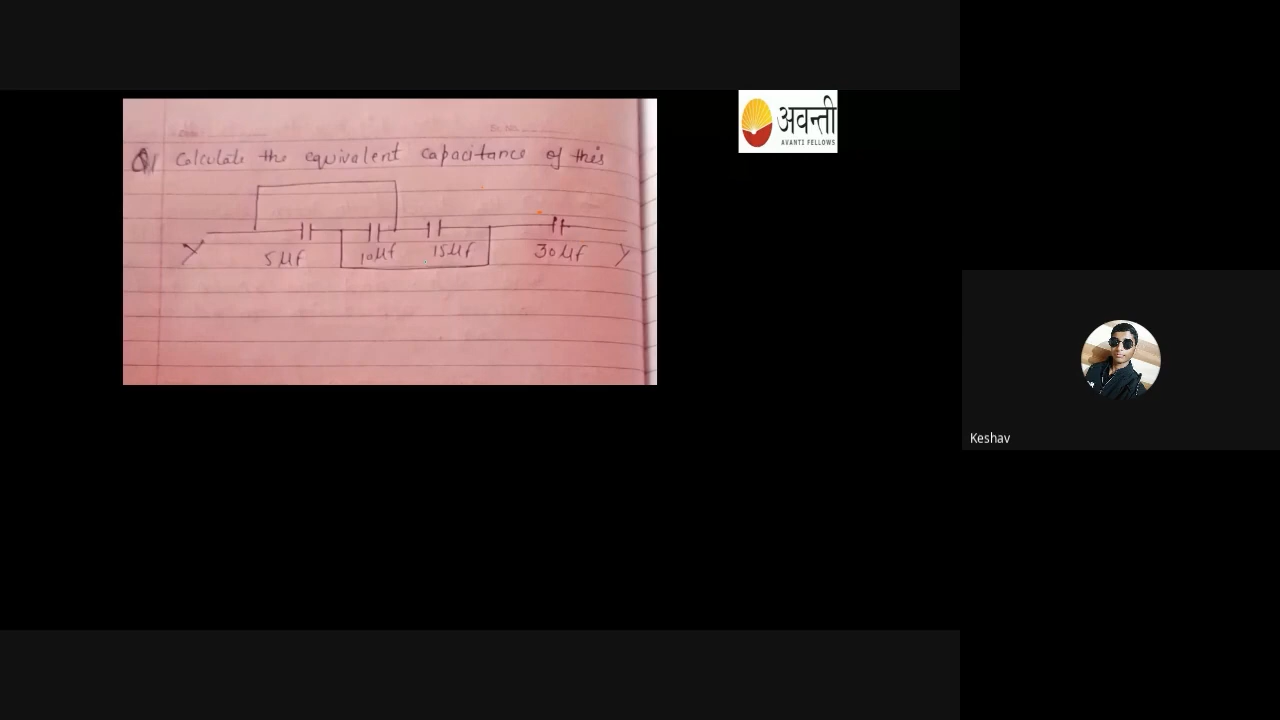 Q1 Calculate the equivalent capacitance of this
X 5μf 10μf 15μf 30μf Y
अवन्ती
AVANTI FELLOWS
Keshav